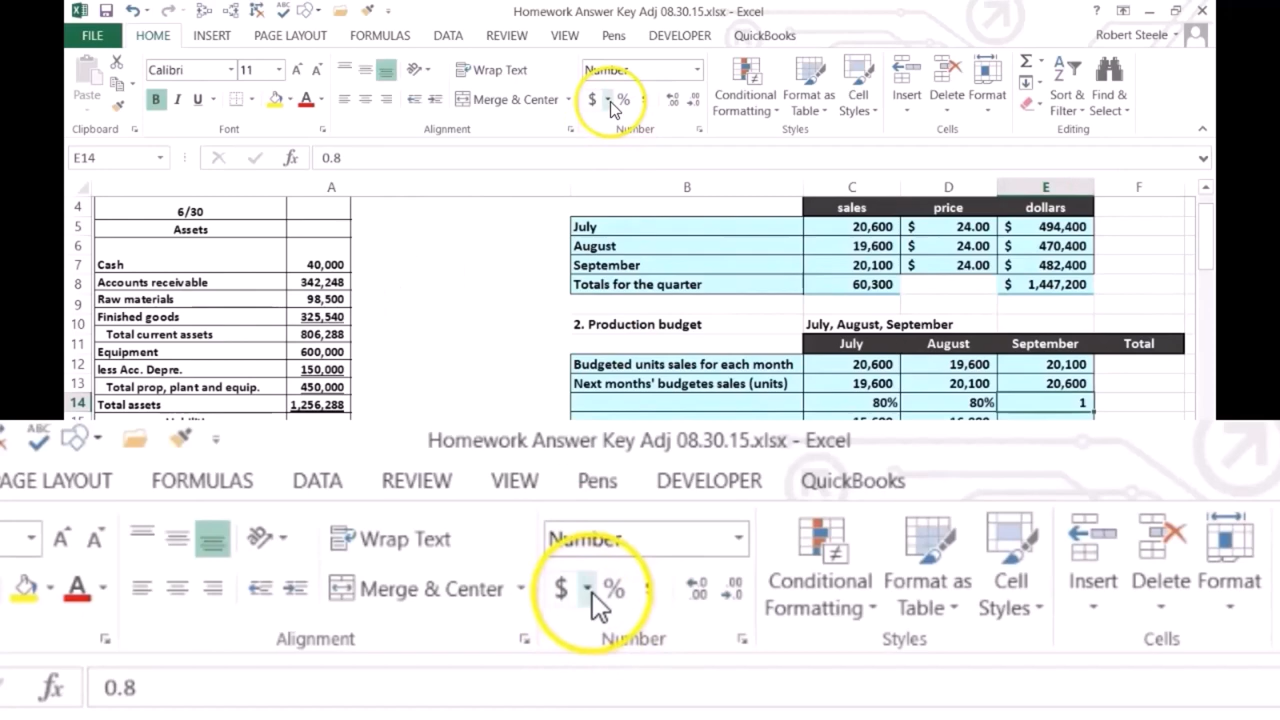 Homework Answer Key Adj 08.30.15.xlsx - Excel
FILE HOME INSERT PAGE LAYOUT FORMULAS DATA REVIEW VIEW Pens DEVELOPER QuickBooks Robert Steele
Calibri 11 Wrap Text Number
Paste B I U Merge & Center $ % Conditional Formatting Format as Table Cell Styles Insert Delete Format Sort & Filter Find & Select
Clipboard Font Alignment Number Styles Cells Editing
E14 fx 0.8
A B C D E F
4 6/30 sales price dollars
5 Assets July 20,600 $ 24.00 $ 494,400
6 August 19,600 $ 24.00 $ 470,400
7 Cash 40,000 September 20,100 $ 24.00 $ 482,400
8 Accounts receivable 342,248 Totals for the quarter 60,300 $ 1,447,200
9 Raw materials 98,500
10 Finished goods 325,540 2. Production budget July, August, September
11 Total current assets 806,288 July August September Total
Equipment 600,000
12 less Acc. Depre. 150,000 Budgeted units sales for each month 20,600 19,600 20,100
13 Total prop, plant and equip. 450,000 Next months' budgetes sales (units) 19,600 20,100 20,600
14 Total assets 1,256,288 80% 80% 1
ABC Homework Answer Key Adj 08.30.15.xlsx - Excel
AGE LAYOUT FORMULAS DATA REVIEW VIEW Pens DEVELOPER QuickBooks
Wrap Text Number
A Merge & Center $ % Conditional Formatting Format as Table Cell Styles Insert Delete Format
Alignment Number Styles Cells
fx 0.8